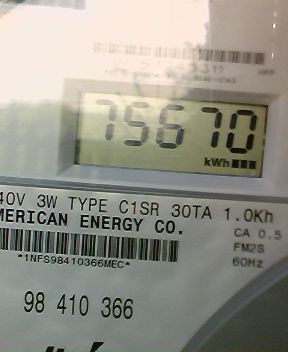 75670
kWh
40V 3W TYPE C1SR 30TA 1.0Kh
MERICAN ENERGY CO.
CA 0.5
FM2S
*1NFS98410366MEC*
60Hz
98 410 366